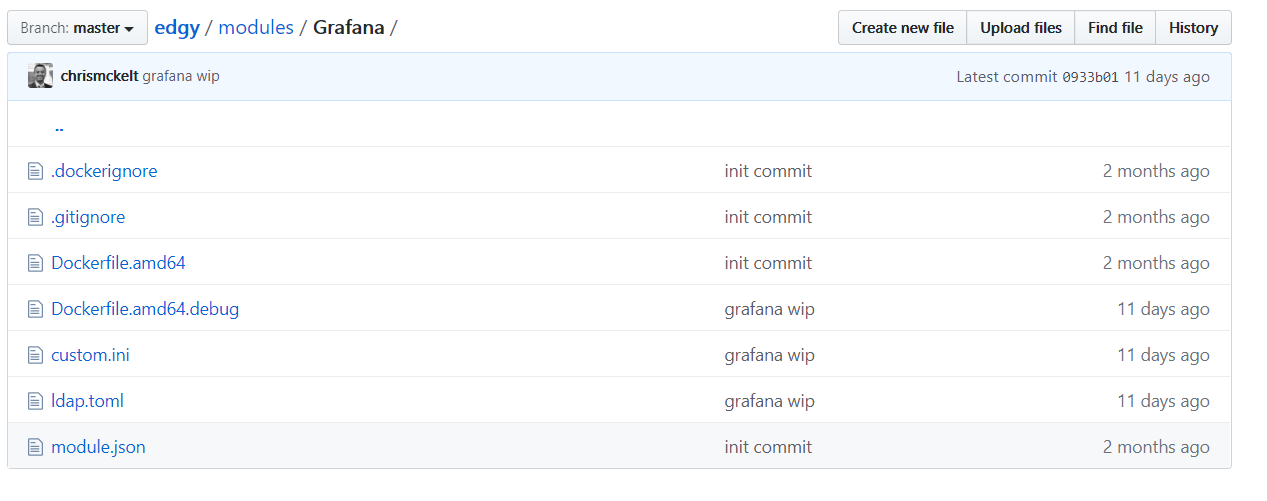 Branch: master edgy / modules / Grafana / Create new file Upload files Find file History
chrismckelt grafana wip Latest commit 0933b01 11 days ago
..
.dockerignore init commit 2 months ago
.gitignore init commit 2 months ago
Dockerfile.amd64 init commit 2 months ago
Dockerfile.amd64.debug grafana wip 11 days ago
custom.ini grafana wip 11 days ago
ldap.toml grafana wip 11 days ago
module.json init commit 2 months ago